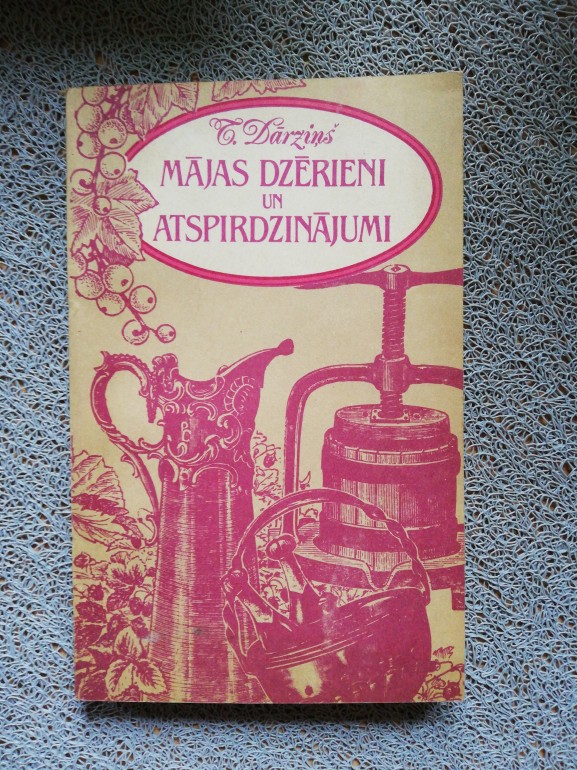 T. Dārziņš
MĀJAS DZĒRIENI
UN
ATSPIRDZINĀJUMI